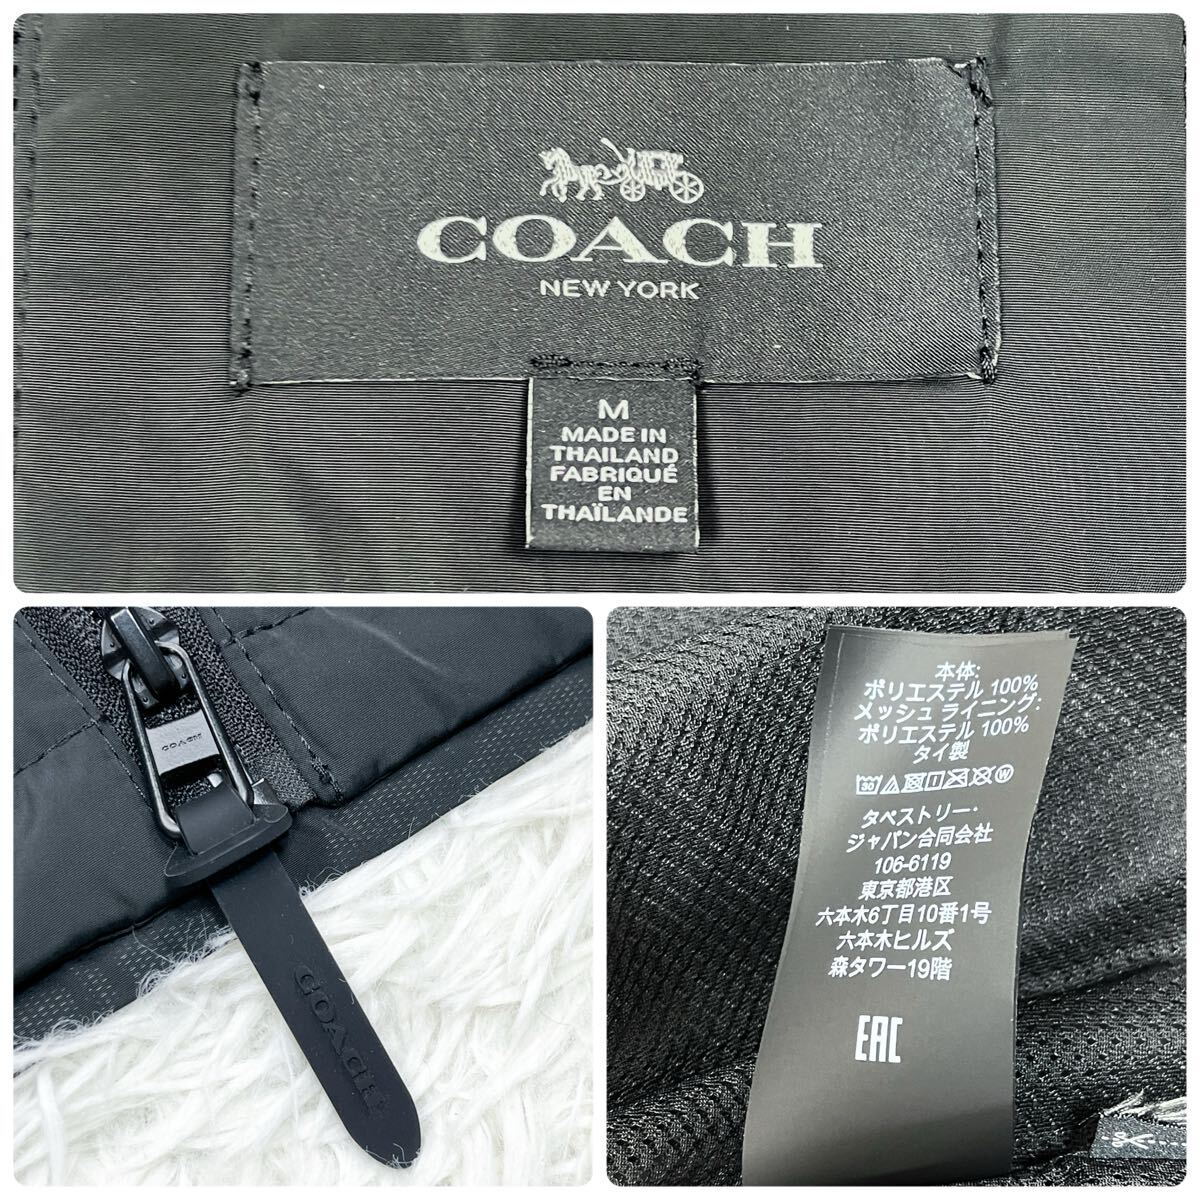 COACH
NEW YORK
M
MADE IN
THAILAND
FABRIQUÉ
EN
THAÏLANDE
COACH
COACH
本体:
ポリエステル 100%
メッシュ ライニング:
ポリエステル 100%
タイ製
30
W
タペストリー・
ジャパン合同会社
106-6119
東京都港区
六本木6丁目10番1号
六本木ヒルズ
森タワー19階
EAC